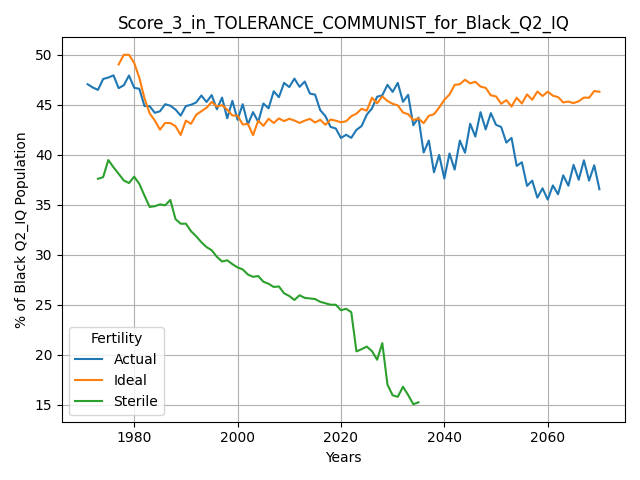 Score_3_in_TOLERANCE_COMMUNIST_for_Black_Q2_IQ
% of Black Q2_IQ Population
50
45
40
35
30
25
20
15
Fertility
Actual
Ideal
Sterile
1980
2000
2020
2040
2060
Years